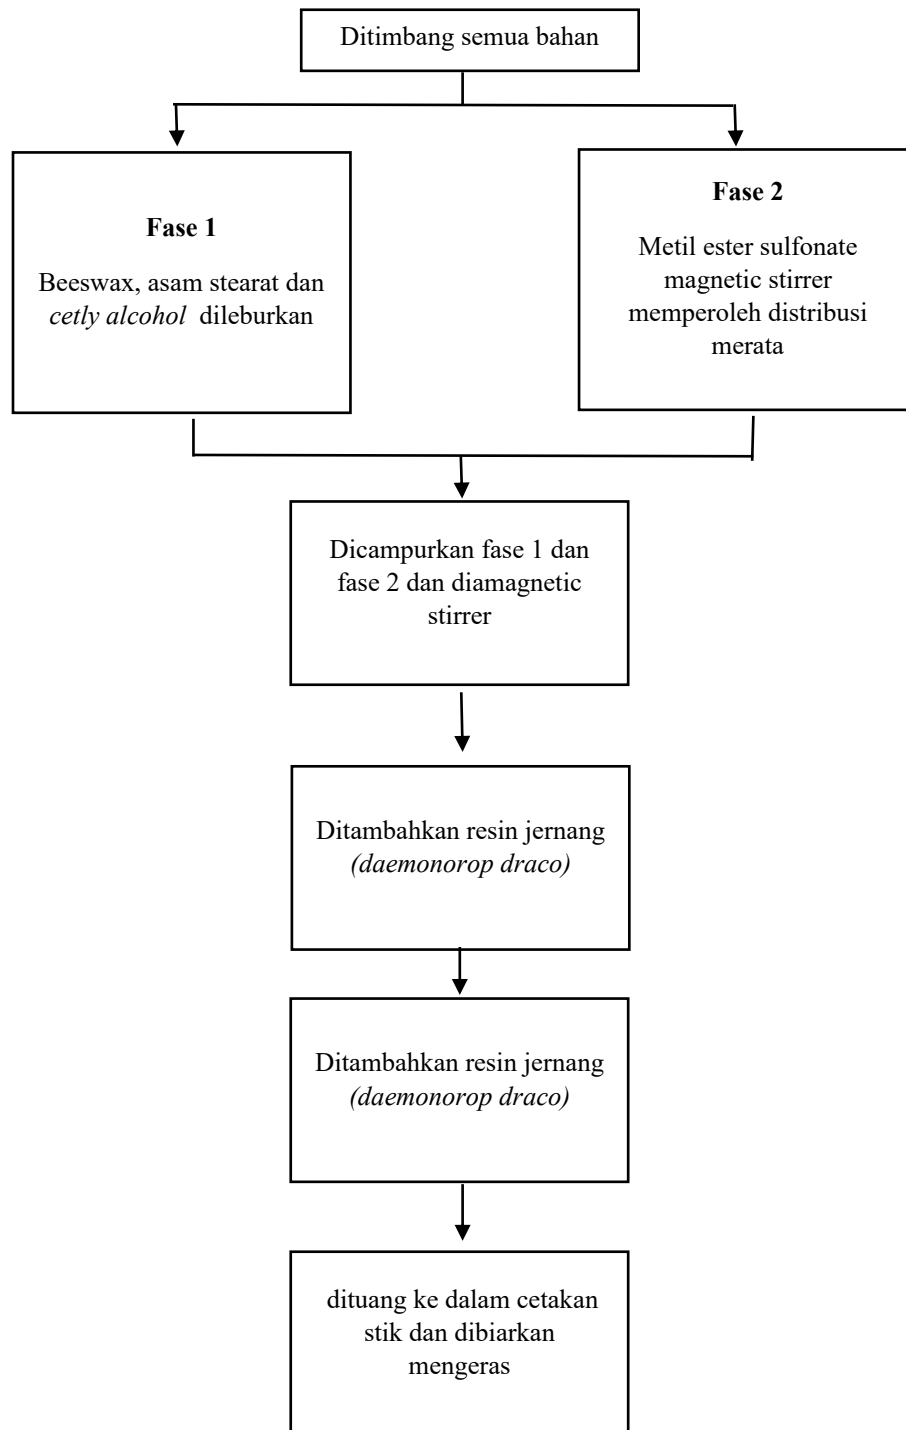 Ditimbang semua bahan
Fase 1
Beeswax, asam stearat dan
cetly alcohol dileburkan
Fase 2
Metil ester sulfonate
magnetic stirrer
memperoleh distribusi
merata
Dicampurkan fase 1 dan
fase 2 dan diamagnetic
stirrer
Ditambahkan resin jernang
(daemonorop draco)
Ditambahkan resin jernang
(daemonorop draco)
dituang ke dalam cetakan
stik dan dibiarkan
mengeras